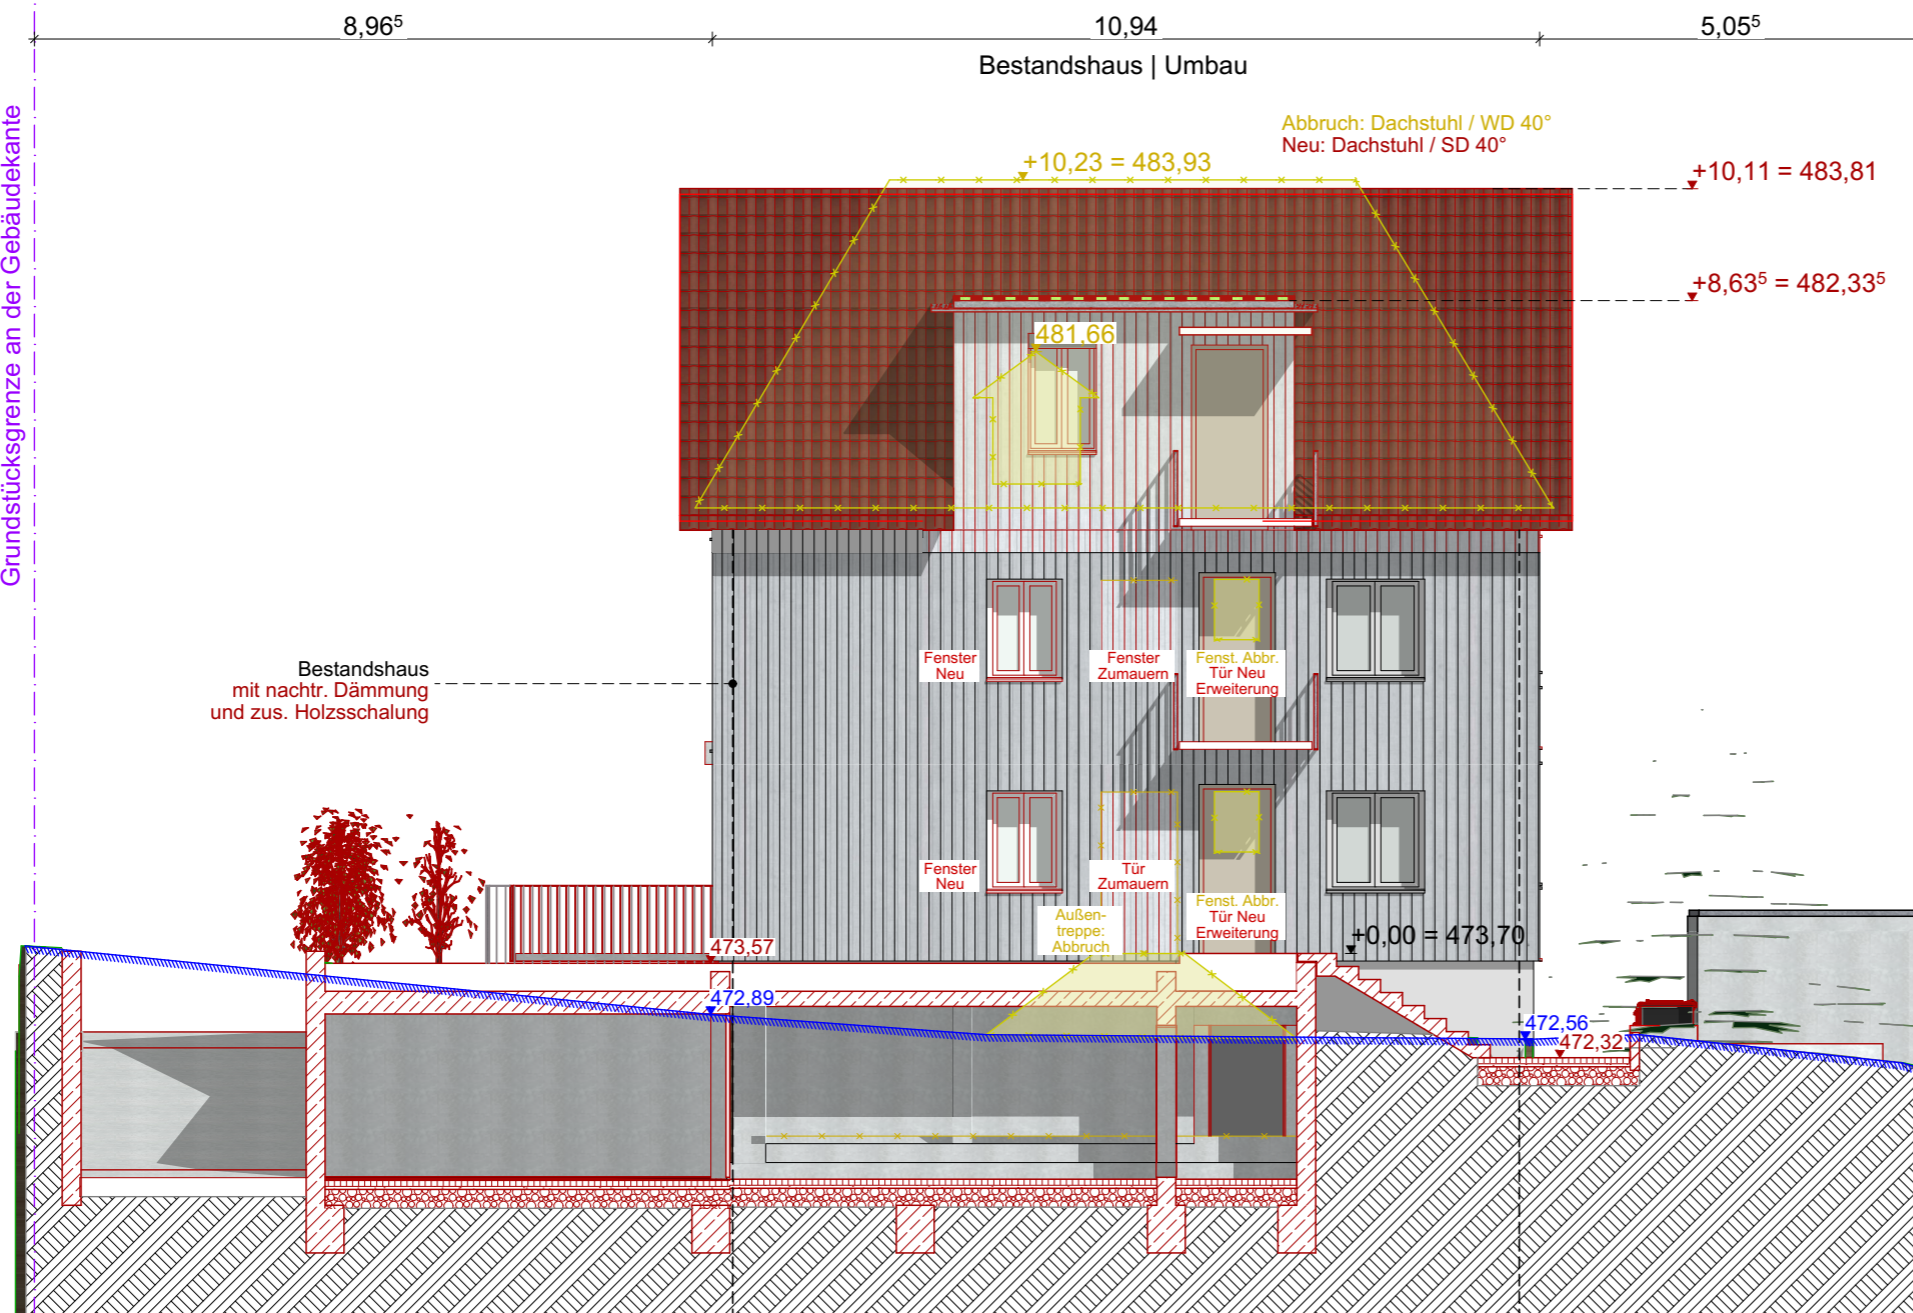 8,96⁵
10,94
5,05⁵
Bestandshaus | Umbau
Grundstücksgrenze an der Gebäudekante
Abbruch: Dachstuhl / WD 40°
Neu: Dachstuhl / SD 40°
+10,23 = 483,93
+10,11 = 483,81
+8,63⁵ = 482,33⁵
481,66
Bestandshaus
mit nachtr. Dämmung
und zus. Holzsschalung
Fenster
Neu
Fenster
Zumauern
Fenst. Abbr.
Tür Neu
Erweiterung
Fenster
Neu
Tür
Zumauern
Fenst. Abbr.
Tür Neu
Erweiterung
Außen-
treppe:
Abbruch
+0,00 = 473,70
473,57
472,89
472,56
472,32